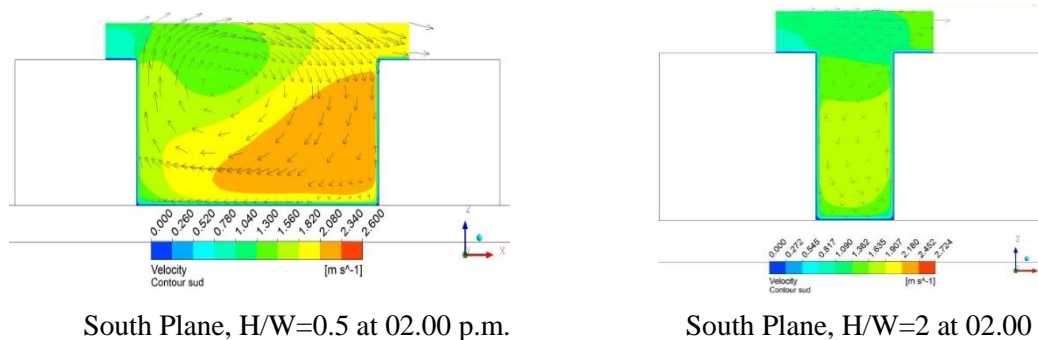 0.000 0.260 0.520 0.780 1.040 1.300 1.560 1.820 2.080 2.340 2.600
Velocity [m s^-1]
Contour sud
Z
X
0.000 0.272 0.545 0.817 1.090 1.362 1.635 1.907 2.180 2.452 2.724
Velocity [m s^-1]
Contour sud
Z
X
South Plane, H/W=0.5 at 02.00 p.m.
South Plane, H/W=2 at 02.00